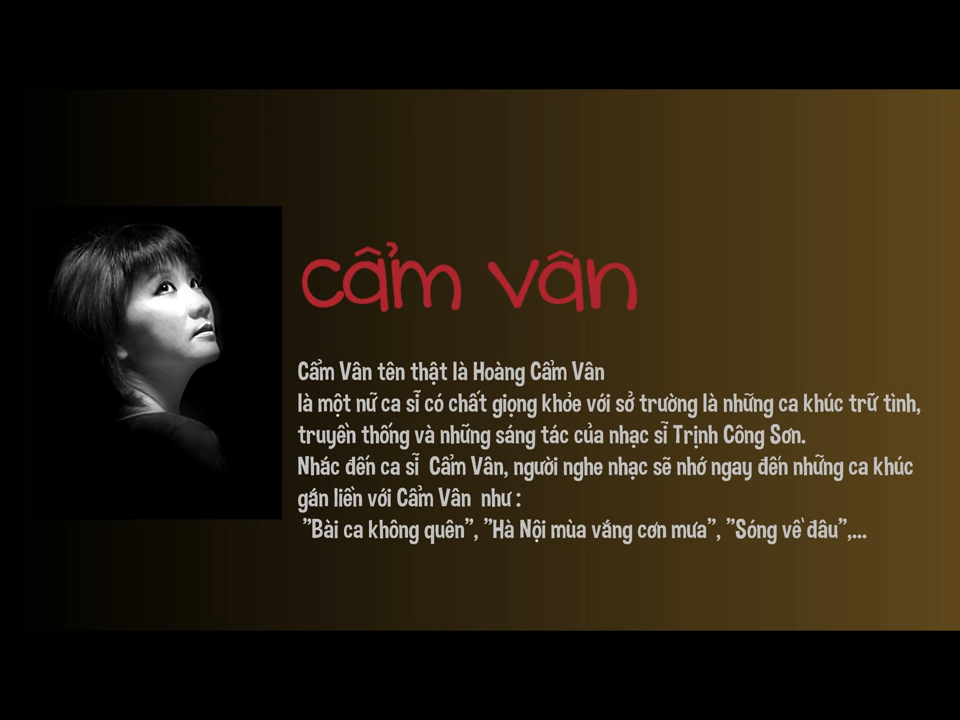 cẩm vân
Cẩm Vân tên thật là Hoàng Cẩm Vân
là một nữ ca sĩ có chất giọng khỏe với sở trường là những ca khúc trữ tình,
truyền thống và những sáng tác của nhạc sĩ Trịnh Công Sơn.
Nhắc đến ca sĩ Cẩm Vân, người nghe nhạc sẽ nhớ ngay đến những ca khúc
gắn liền với Cẩm Vân như :
"Bài ca không quên", "Hà Nội mùa vắng cơn mưa", "Sóng về đâu",...